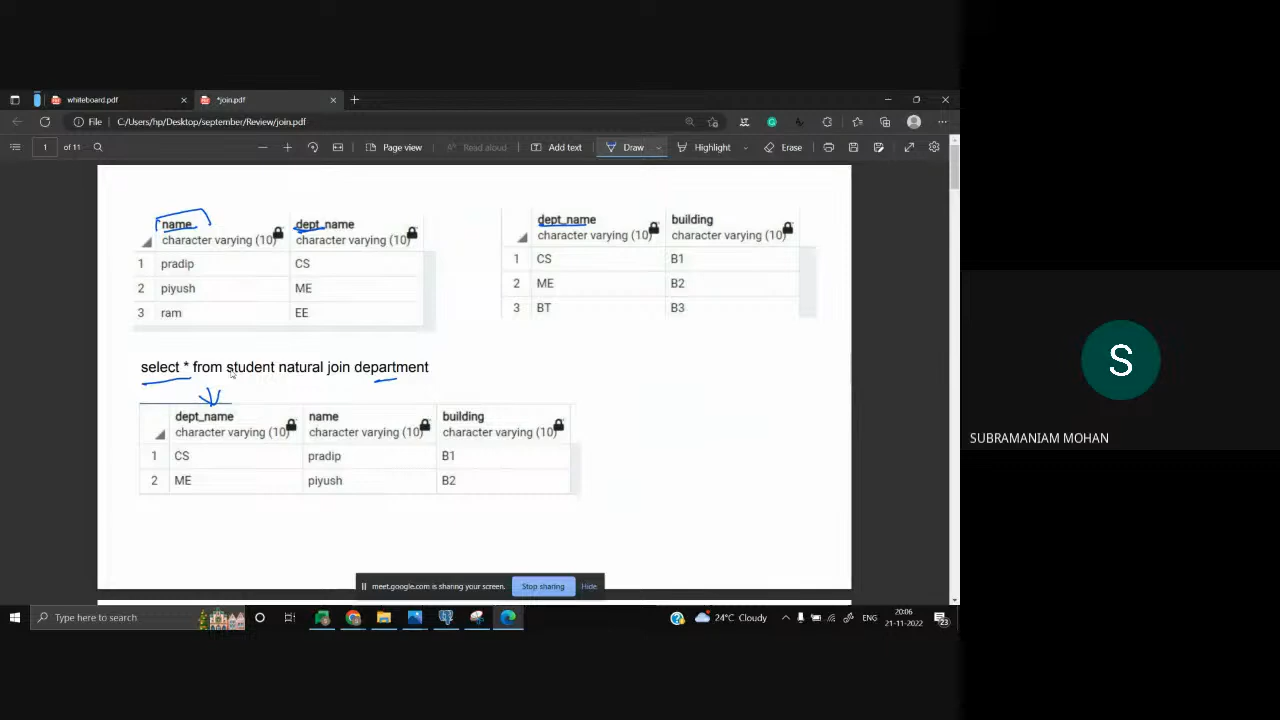 whiteboard.pdf
*join.pdf
File
C:/Users/hp/Desktop/september/Review/join.pdf
1 of 11
Page view
Read aloud
Add text
Draw
Highlight
Erase
name
character varying (10)
dept_name
character varying (10)
1 pradip CS
2 piyush ME
3 ram EE
dept_name
character varying (10)
building
character varying (10)
1 CS B1
2 ME B2
3 BT B3
select * from student natural join department
dept_name
character varying (10)
name
character varying (10)
building
character varying (10)
1 CS pradip B1
2 ME piyush B2
S
SUBRAMANIAM MOHAN
meet.google.com is sharing your screen.
Stop sharing
Hide
Type here to search
24°C Cloudy
ENG
20:06
21-11-2022
23